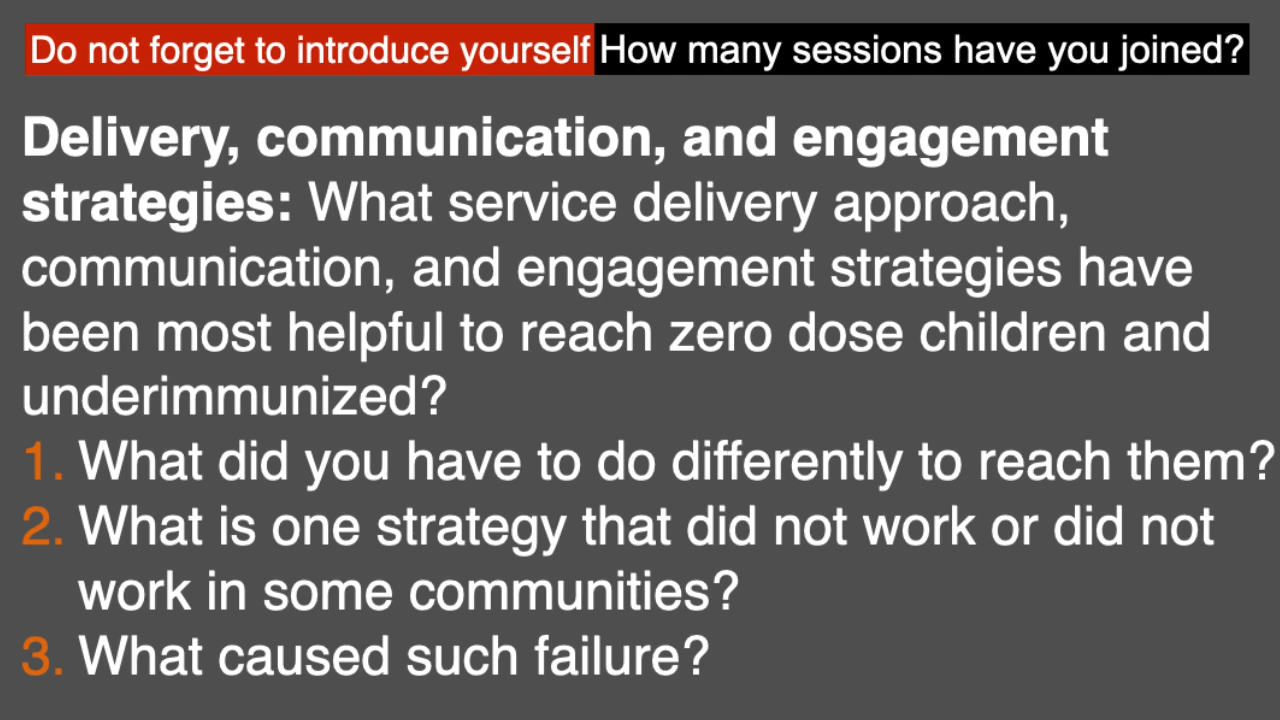 Do not forget to introduce yourself How many sessions have you joined?
Delivery, communication, and engagement
strategies: What service delivery approach,
communication, and engagement strategies have
been most helpful to reach zero dose children and
underimmunized?
1. What did you have to do differently to reach them?
2. What is one strategy that did not work or did not
work in some communities?
3. What caused such failure?